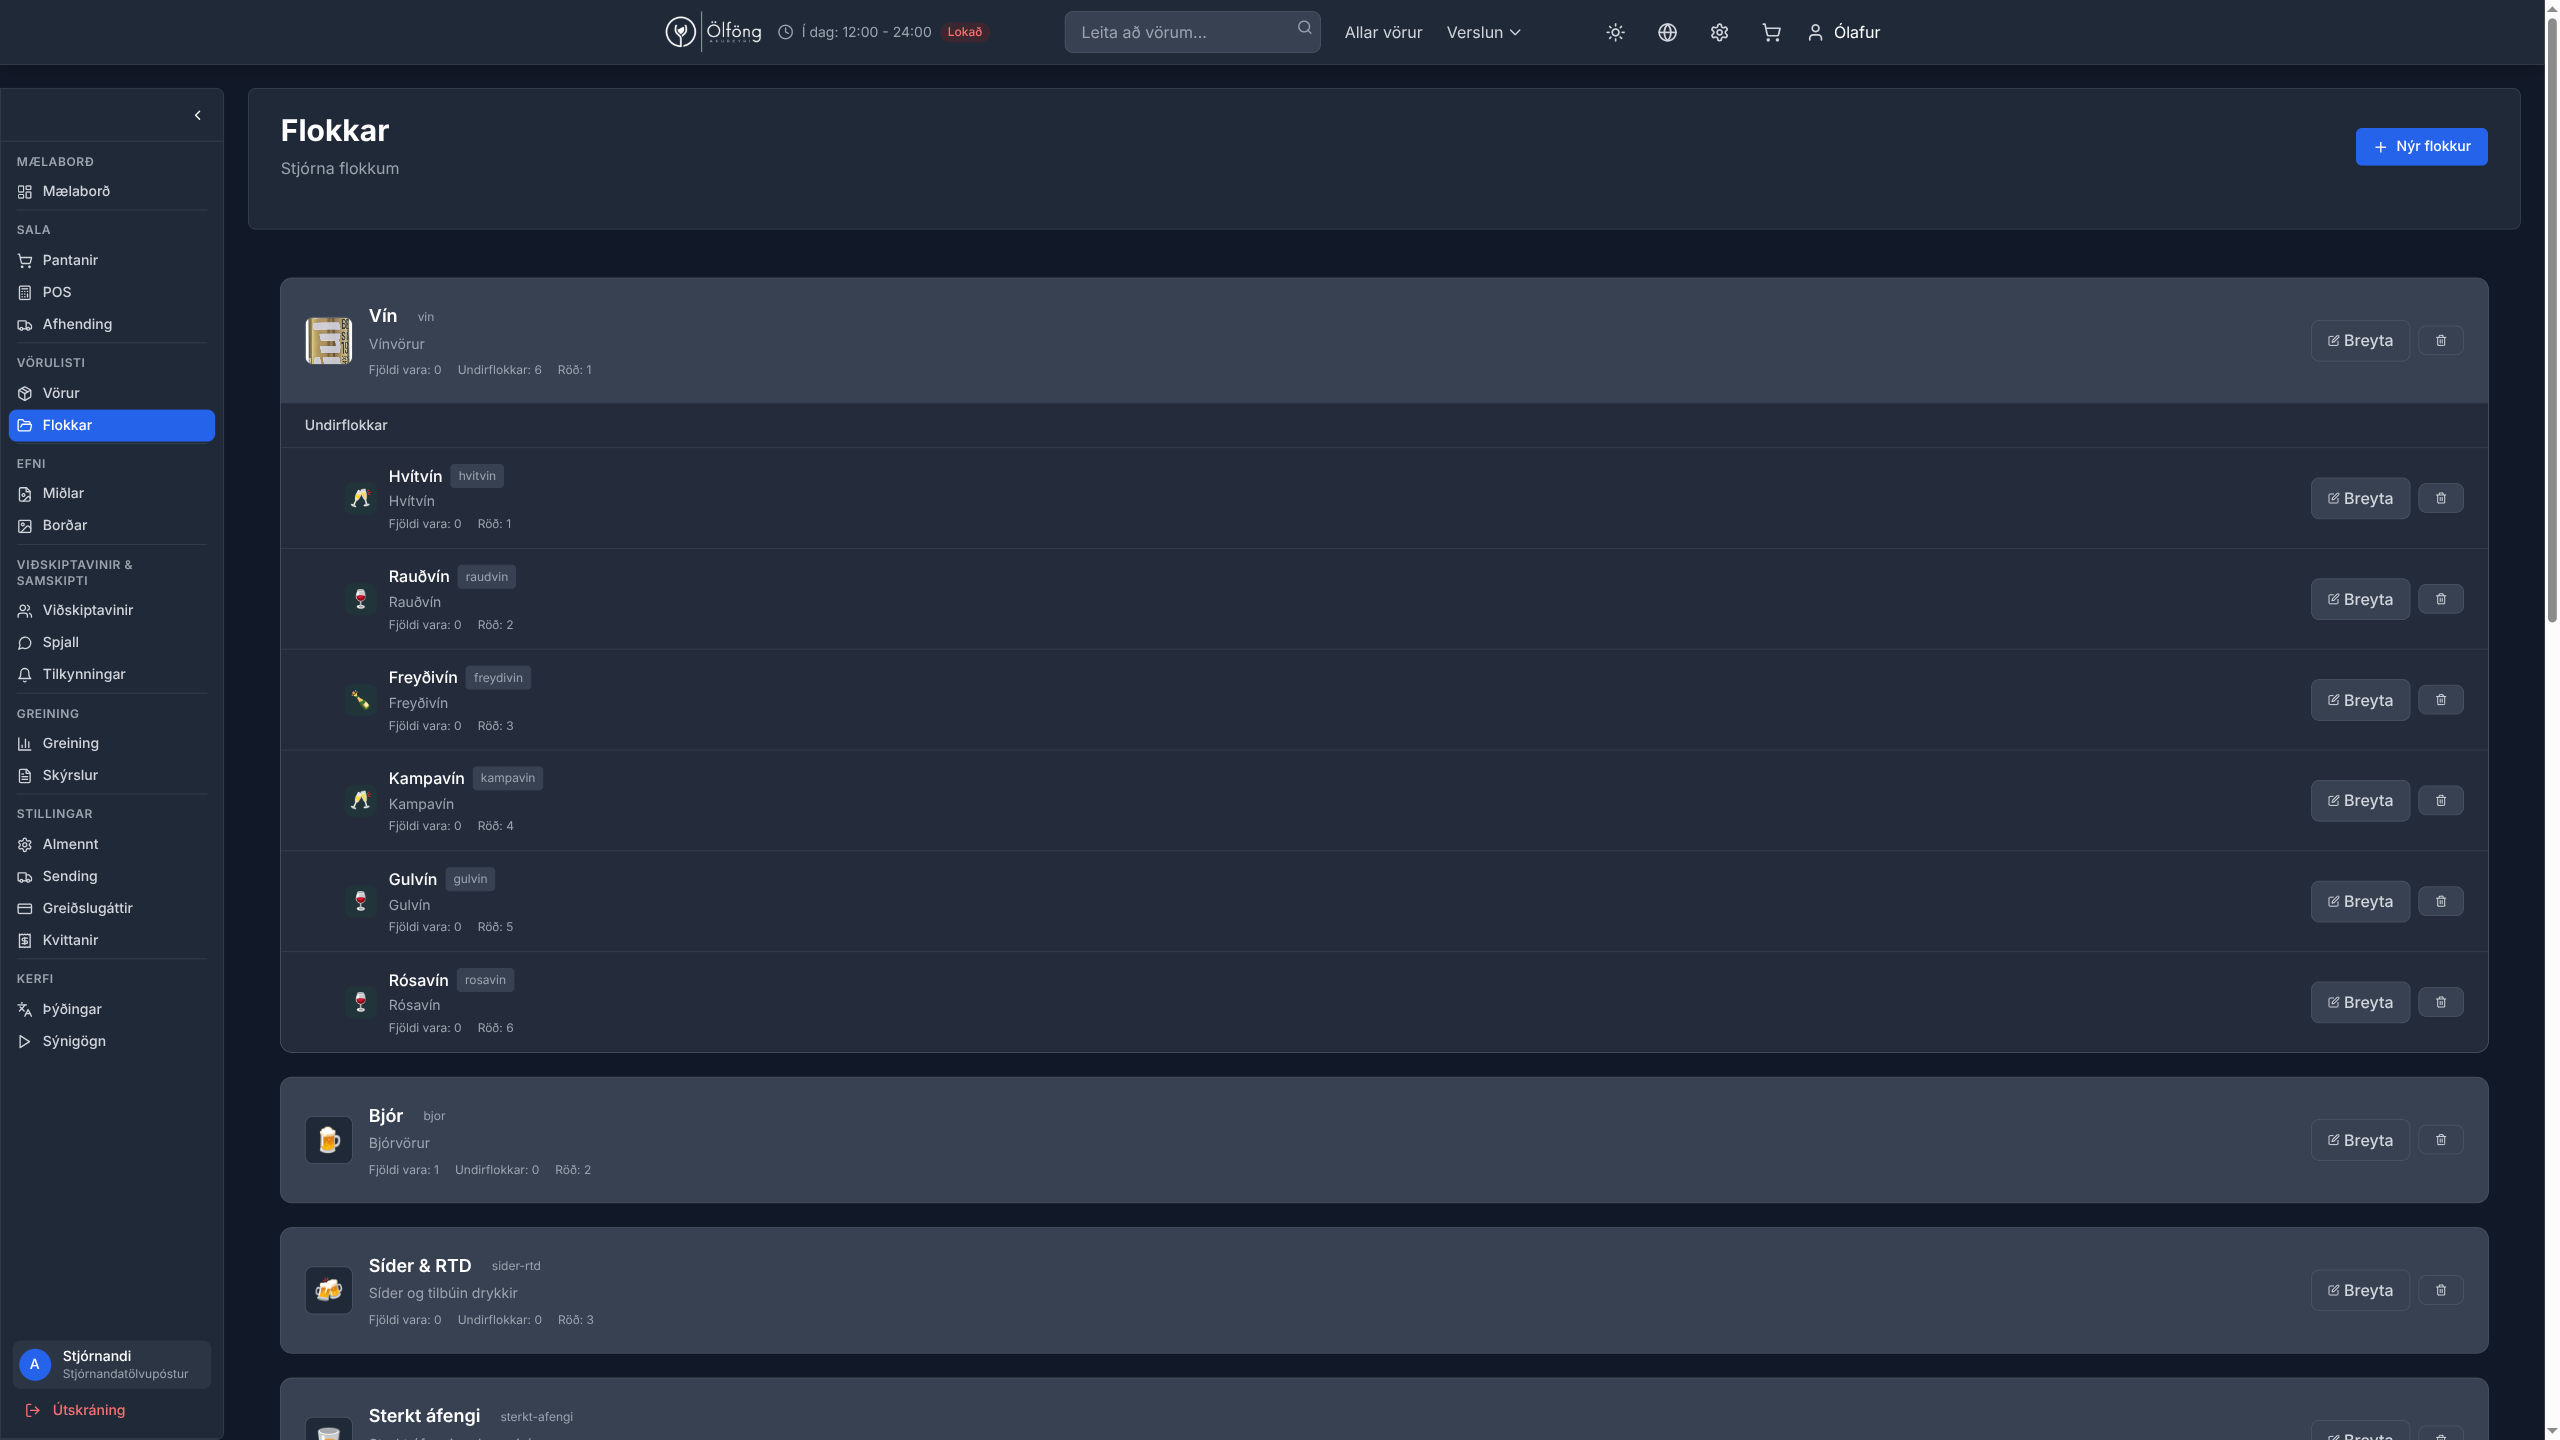 Ölföng
Í dag: 12:00 - 24:00 Lokað
Leita að vörum...
Allar vörur
Verslun
Ólafur
MÆLABORÐ
Mælaborð
SALA
Pantanir
POS
Afhending
VÖRULISTI
Vörur
Flokkar
EFNI
Miðlar
Borðar
VIÐSKIPTAVINIR &
SAMSKIPTI
Viðskiptavinir
Spjall
Tilkynningar
GREINING
Greining
Skýrslur
STILLINGAR
Almennt
Sending
Greiðslugáttir
Kvittanir
KERFI
Þýðingar
Sýnigögn
A
Stjórnandi
Stjórnandatölvupóstur
Útskráning
Flokkar
Stjórna flokkum
Nýr flokkur
Vín vin
Vínvörur
Fjöldi vara: 0 Undirflokkar: 6 Röð: 1
Breyta
Undirflokkar
Hvítvín hvitvin
Hvítvín
Fjöldi vara: 0 Röð: 1
Breyta
Rauðvín raudvin
Rauðvín
Fjöldi vara: 0 Röð: 2
Breyta
Freyðivín freydivin
Freyðivín
Fjöldi vara: 0 Röð: 3
Breyta
Kampavín kampavin
Kampavín
Fjöldi vara: 0 Röð: 4
Breyta
Gulvín gulvin
Gulvín
Fjöldi vara: 0 Röð: 5
Breyta
Rósavín rosavin
Rósavín
Fjöldi vara: 0 Röð: 6
Breyta
Bjór bjor
Bjórvörur
Fjöldi vara: 1 Undirflokkar: 0 Röð: 2
Breyta
Síder & RTD sider-rtd
Síder og tilbúin drykkir
Fjöldi vara: 0 Undirflokkar: 0 Röð: 3
Breyta
Sterkt áfengi sterkt-afengi
Breyta